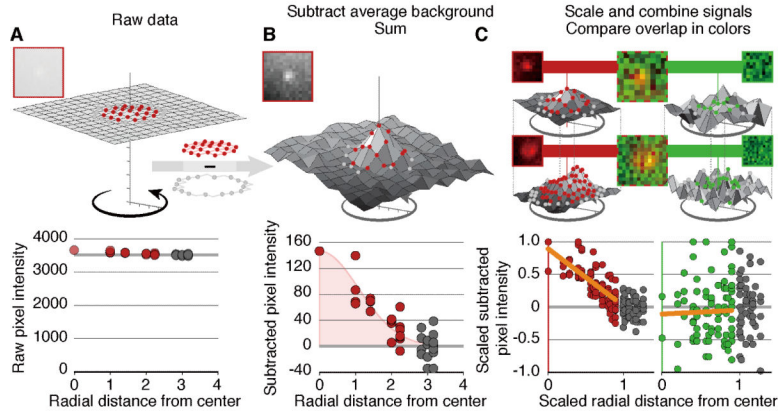 Raw data
Subtract average background
Sum
Scale and combine signals
Compare overlap in colors
A
B
C
4000
3000
2000
1000
0
Raw pixel intensity
0 1 2 3 4
Radial distance from center
160
120
80
40
0
-40
Subtracted pixel intensity
0 1 2 3 4
Radial distance from center
1.0
0.5
0
-0.5
-1.0
Scaled subtracted
pixel intensity
0 1 0 1
Scaled radial distance from center